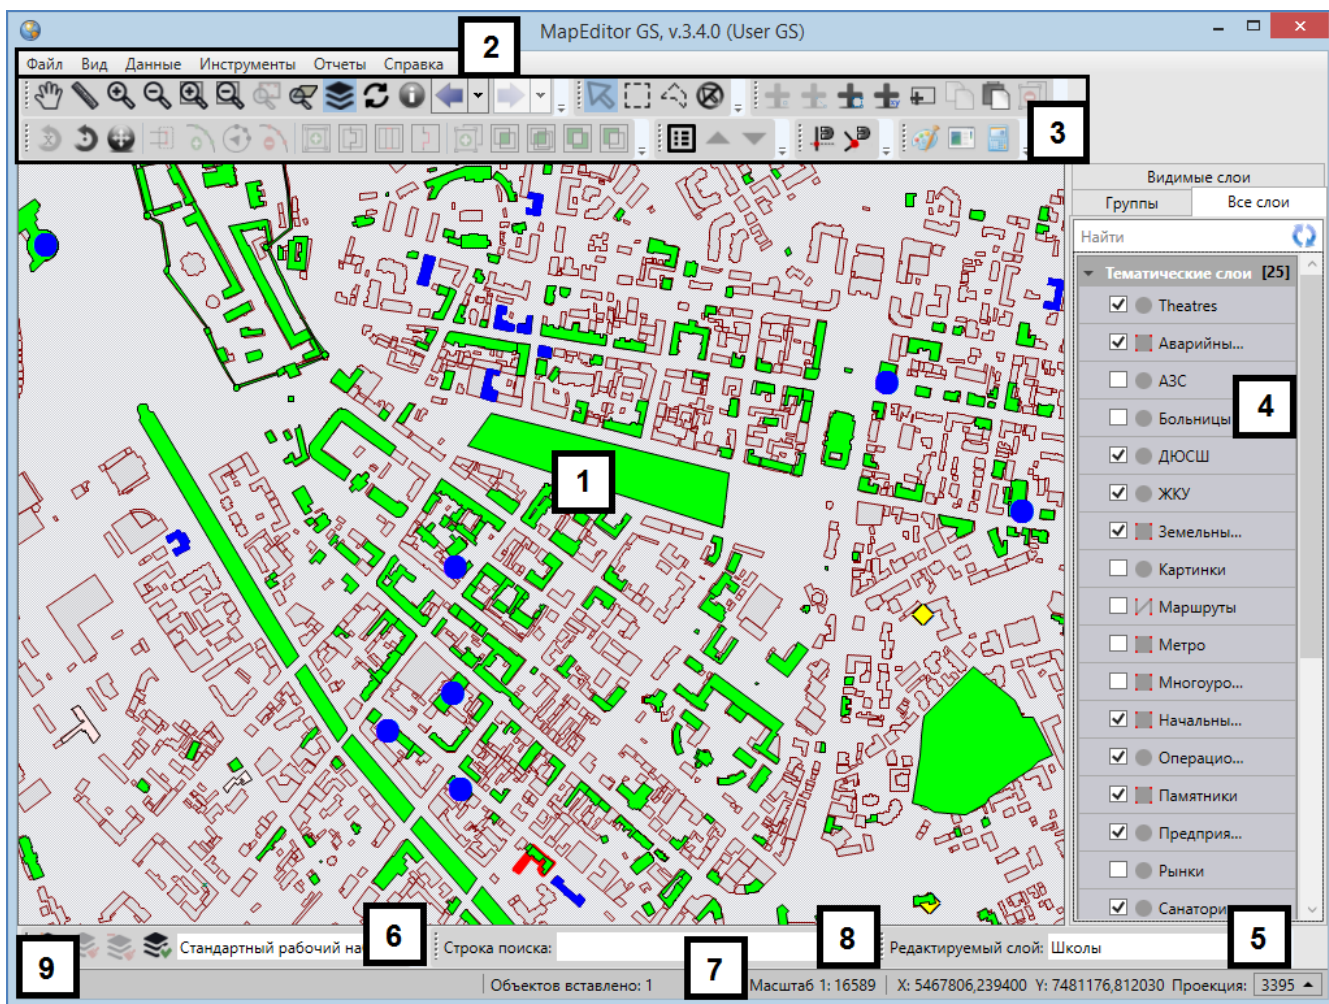 MapEditor GS, v.3.4.0 (User GS)
2
Файл Вид Данные Инструменты Отчеты Справка
3
Видимые слои
Группы Все слои
Найти
Тематические слои [25]
Theatres
Аварийны...
АЗС
4
Больницы
1
ДЮСШ
ЖКУ
Земельны...
Картинки
Маршруты
Метро
Многоуро...
Начальны...
Операцио...
Памятники
Предприя...
Рынки
Санатори
9
Стандартный рабочий на
6
Строка поиска:
8
Редактируемый слой: Школы
5
Объектов вставлено: 1
7
Масштаб 1: 16589
X: 5467806,239400 Y: 7481176,812030 Проекция: 3395